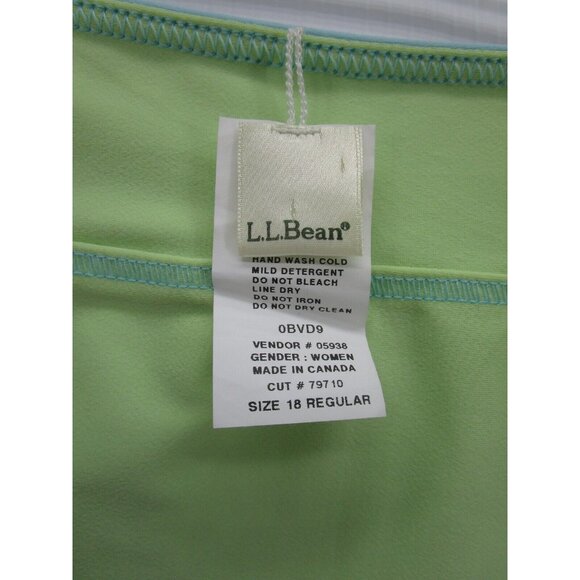 L.L.Bean®
HAND WASH COLD
MILD DETERGENT
DO NOT BLEACH
LINE DRY
DO NOT IRON
DO NOT DRY CLEAN
0BVD9
VENDOR # 05938
GENDER : WOMEN
MADE IN CANADA
CUT # 79710
SIZE 18 REGULAR